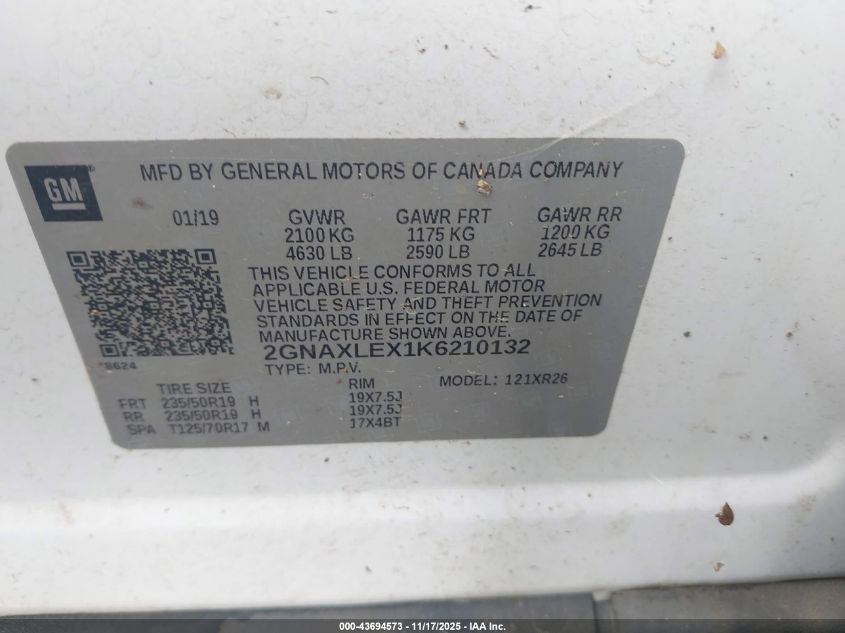 GM
MFD BY GENERAL MOTORS OF CANADA COMPANY
01/19 GVWR GAWR FRT GAWR RR
2100 KG 1175 KG 1200 KG
4630 LB 2590 LB 2645 LB
THIS VEHICLE CONFORMS TO ALL
APPLICABLE U.S. FEDERAL MOTOR
VEHICLE SAFETY AND THEFT PREVENTION
STANDARDS IN EFFECT ON THE DATE OF
MANUFACTURE SHOWN ABOVE.
2GNAXLEX1K6210132
8624
TYPE: M.P.V. MODEL: 121XR26
TIRE SIZE RIM
FRT 235/50R19 H 19X7.5J
RR 235/50R19 H 19X7.5J
SPA T125/70R17 M 17X4BT
000-43694573 - 11/17/2025 - IAA Inc.